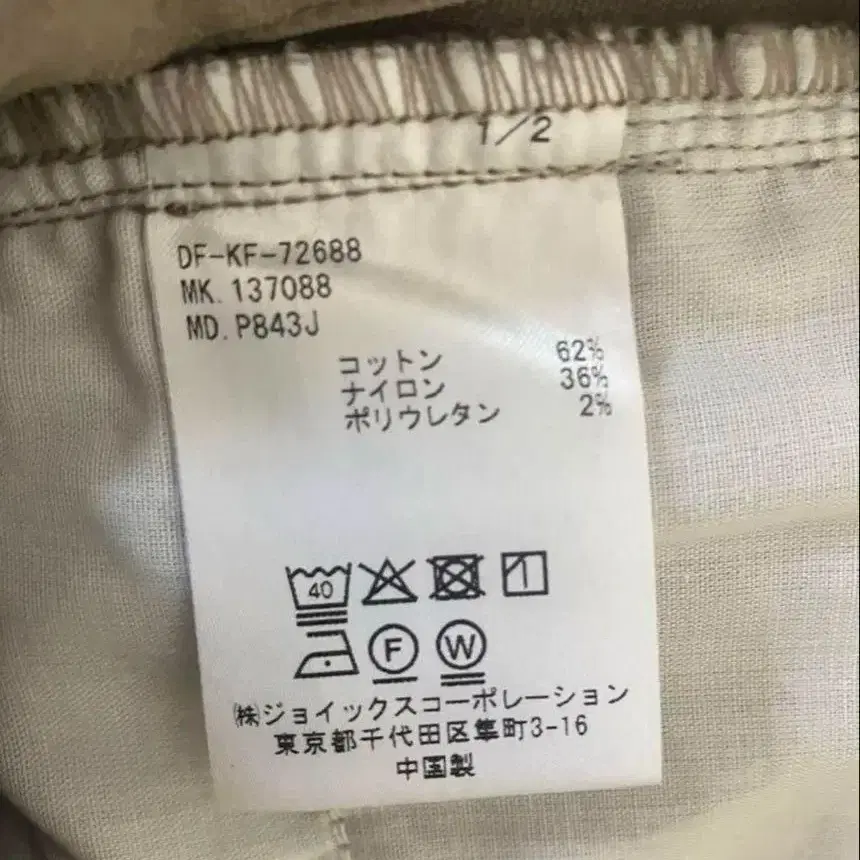 1/2
DF-KF-72688
MK. 137088
MD. P843J
コットン 62%
ナイロン 36%
ポリウレタン 2%
40
F W
㈱ジョイックスコーポレーション
東京都千代田区隼町3-16
中国製